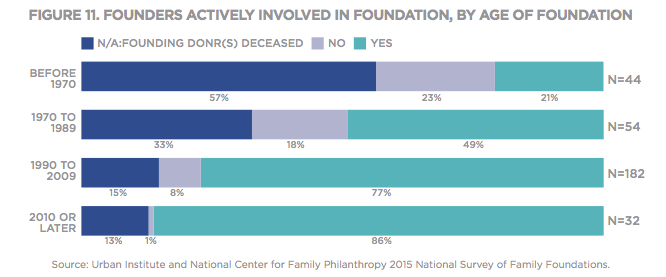 FIGURE 11. FOUNDERS ACTIVELY INVOLVED IN FOUNDATION, BY AGE OF FOUNDATION
N/A:FOUNDING DONR(S) DECEASED NO YES
BEFORE
1970
N=44
57% 23% 21%
1970 TO
1989
N=54
33% 18% 49%
1990 TO
2009
N=182
15% 8% 77%
2010 OR
LATER
N=32
13% 1% 86%
Source: Urban Institute and National Center for Family Philanthropy 2015 National Survey of Family Foundations.